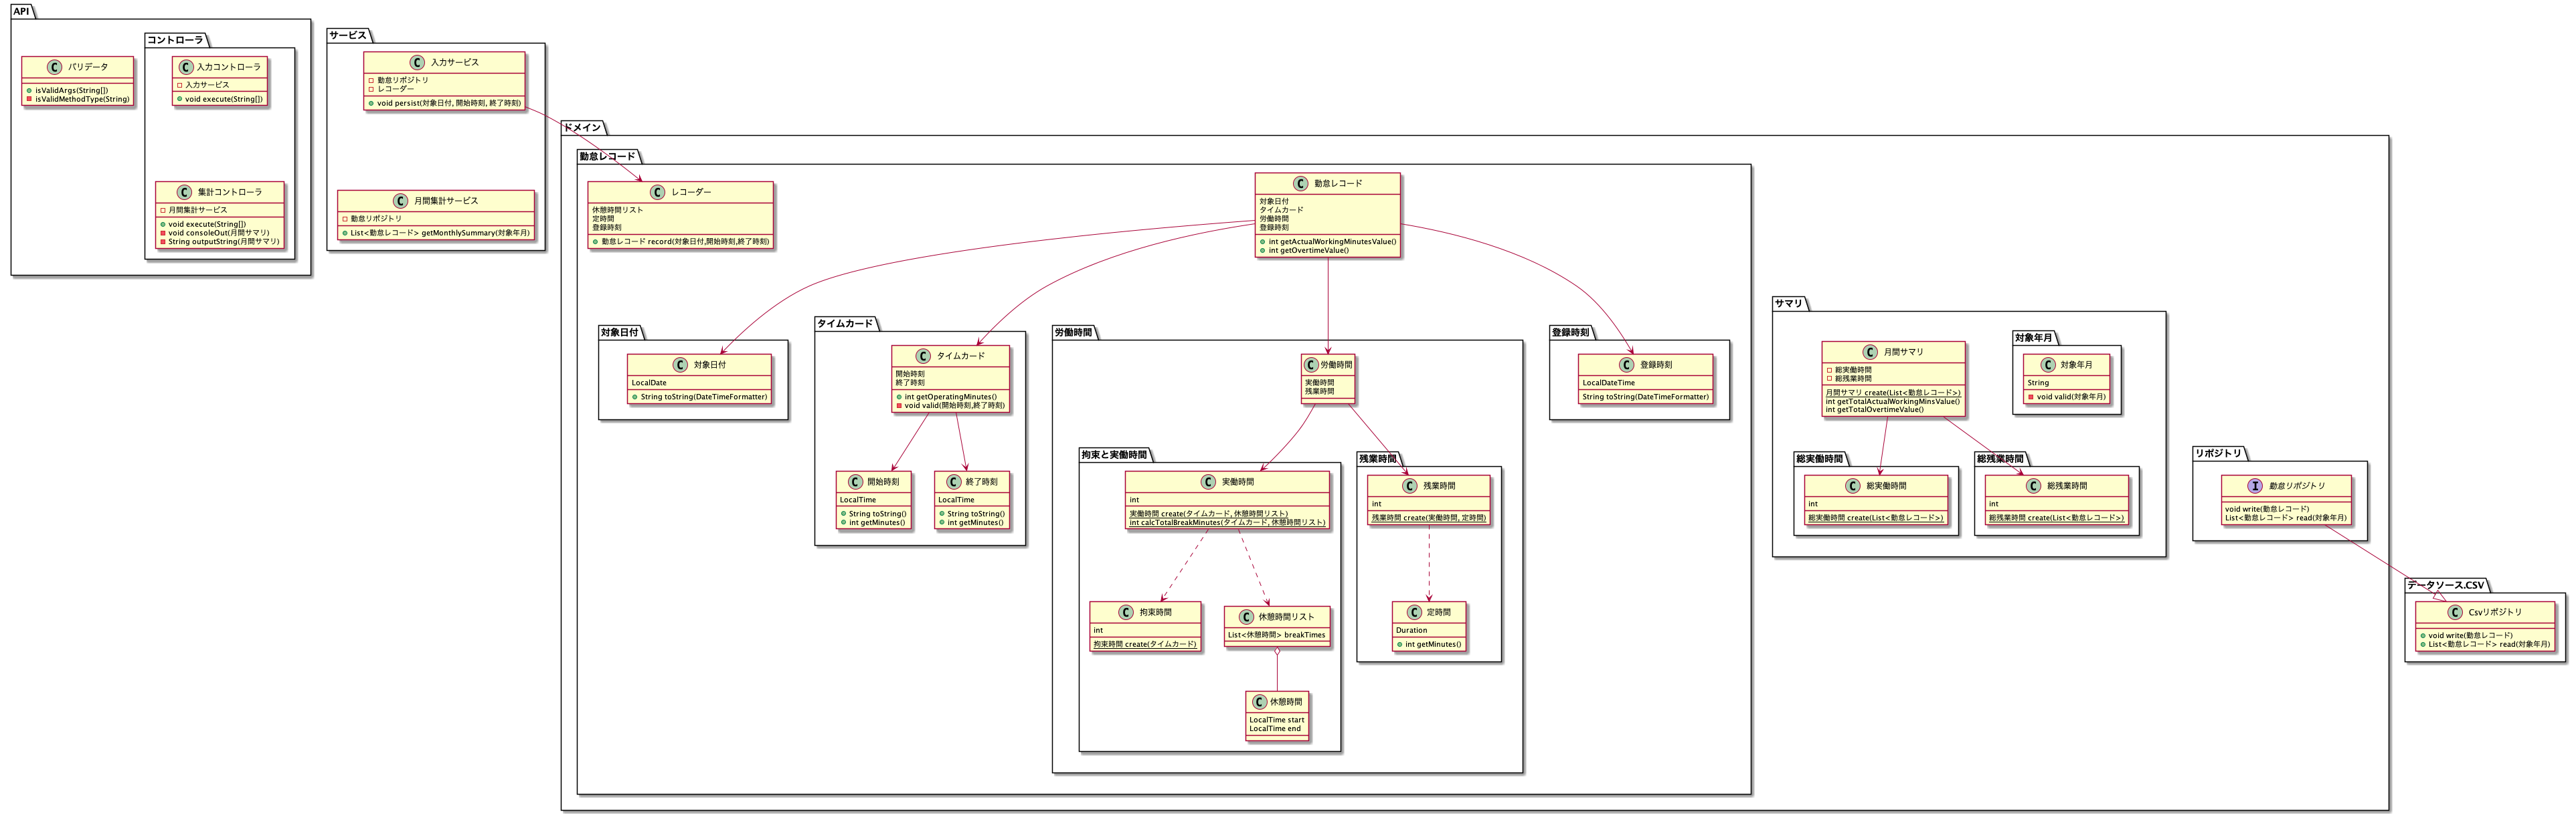 API
バリデータ
isValidArgs(String[])
isValidMethodType(String)
コントローラ
入力コントローラ
入力サービス
void execute(String[])
集計コントローラ
月間集計サービス
void execute(String[])
void consoleOut(月間サマリ)
String outputString(月間サマリ)
サービス
入力サービス
勤怠リポジトリ
レコーダー
void persist(対象日付, 開始時刻, 終了時刻)
月間集計サービス
勤怠リポジトリ
List<勤怠レコード> getMonthlySummary(対象年月)
ドメイン
勤怠レコード
レコーダー
休憩時間リスト
定時間
登録時刻
勤怠レコード record(対象日付,開始時刻,終了時刻)
勤怠レコード
対象日付
タイムカード
労働時間
登録時刻
int getActualWorkingMinutesValue()
int getOvertimeValue()
対象日付
対象日付
LocalDate
String toString(DateTimeFormatter)
タイムカード
タイムカード
開始時刻
終了時刻
int getOperatingMinutes()
void valid(開始時刻,終了時刻)
開始時刻
LocalTime
String toString()
int getMinutes()
終了時刻
LocalTime
String toString()
int getMinutes()
労働時間
労働時間
実働時間
残業時間
拘束と実働時間
実働時間
int
実働時間 create(タイムカード, 休憩時間リスト)
int calcTotalBreakMinutes(タイムカード, 休憩時間リスト)
拘束時間
int
拘束時間 create(タイムカード)
休憩時間リスト
List<休憩時間> breakTimes
休憩時間
LocalTime start
LocalTime end
残業時間
残業時間
int
残業時間 create(実働時間, 定時間)
定時間
Duration
int getMinutes()
登録時刻
登録時刻
LocalDateTime
String toString(DateTimeFormatter)
サマリ
月間サマリ
総実働時間
総残業時間
月間サマリ create(List<勤怠レコード>)
int getTotalActualWorkingMinsValue()
int getTotalOvertimeValue()
対象年月
対象年月
String
void valid(対象年月)
総実働時間
総実働時間
int
総実働時間 create(List<勤怠レコード>)
総残業時間
総残業時間
int
総残業時間 create(List<勤怠レコード>)
リポジトリ
勤怠リポジトリ
void write(勤怠レコード)
List<勤怠レコード> read(対象年月)
データソース.CSV
Csvリポジトリ
void write(勤怠レコード)
List<勤怠レコード> read(対象年月)